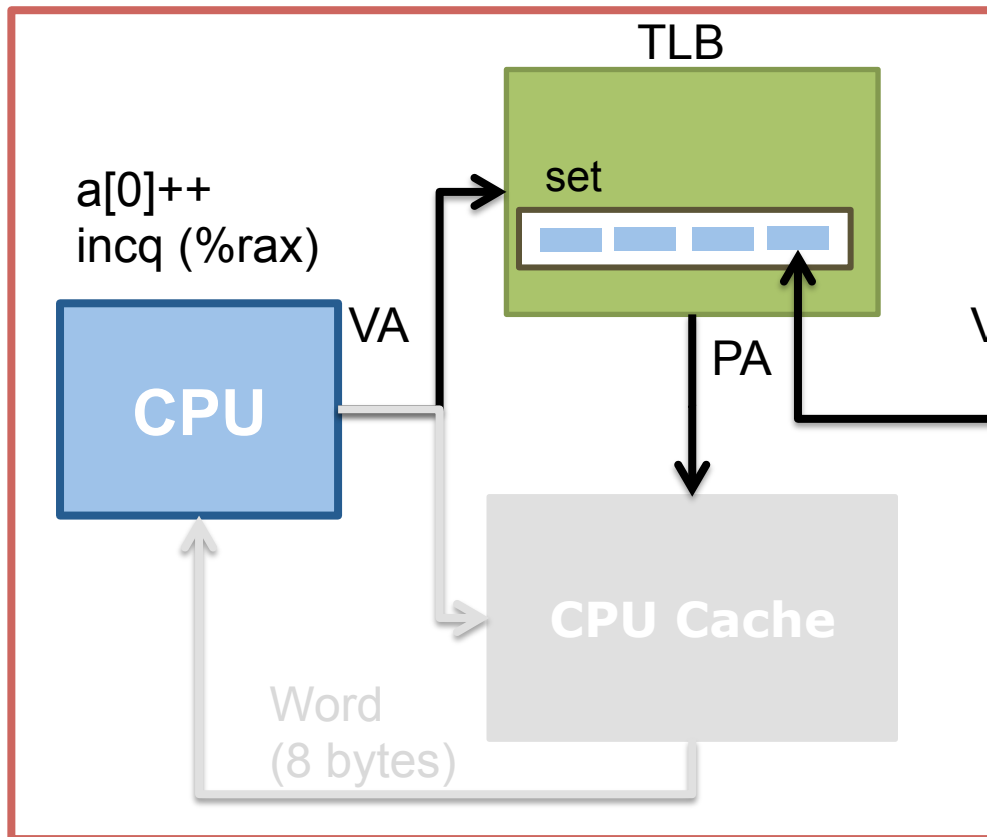 TLB
a[0]++
incq (%rax)
set
VA
PA
CPU
CPU Cache
Word
(8 bytes)